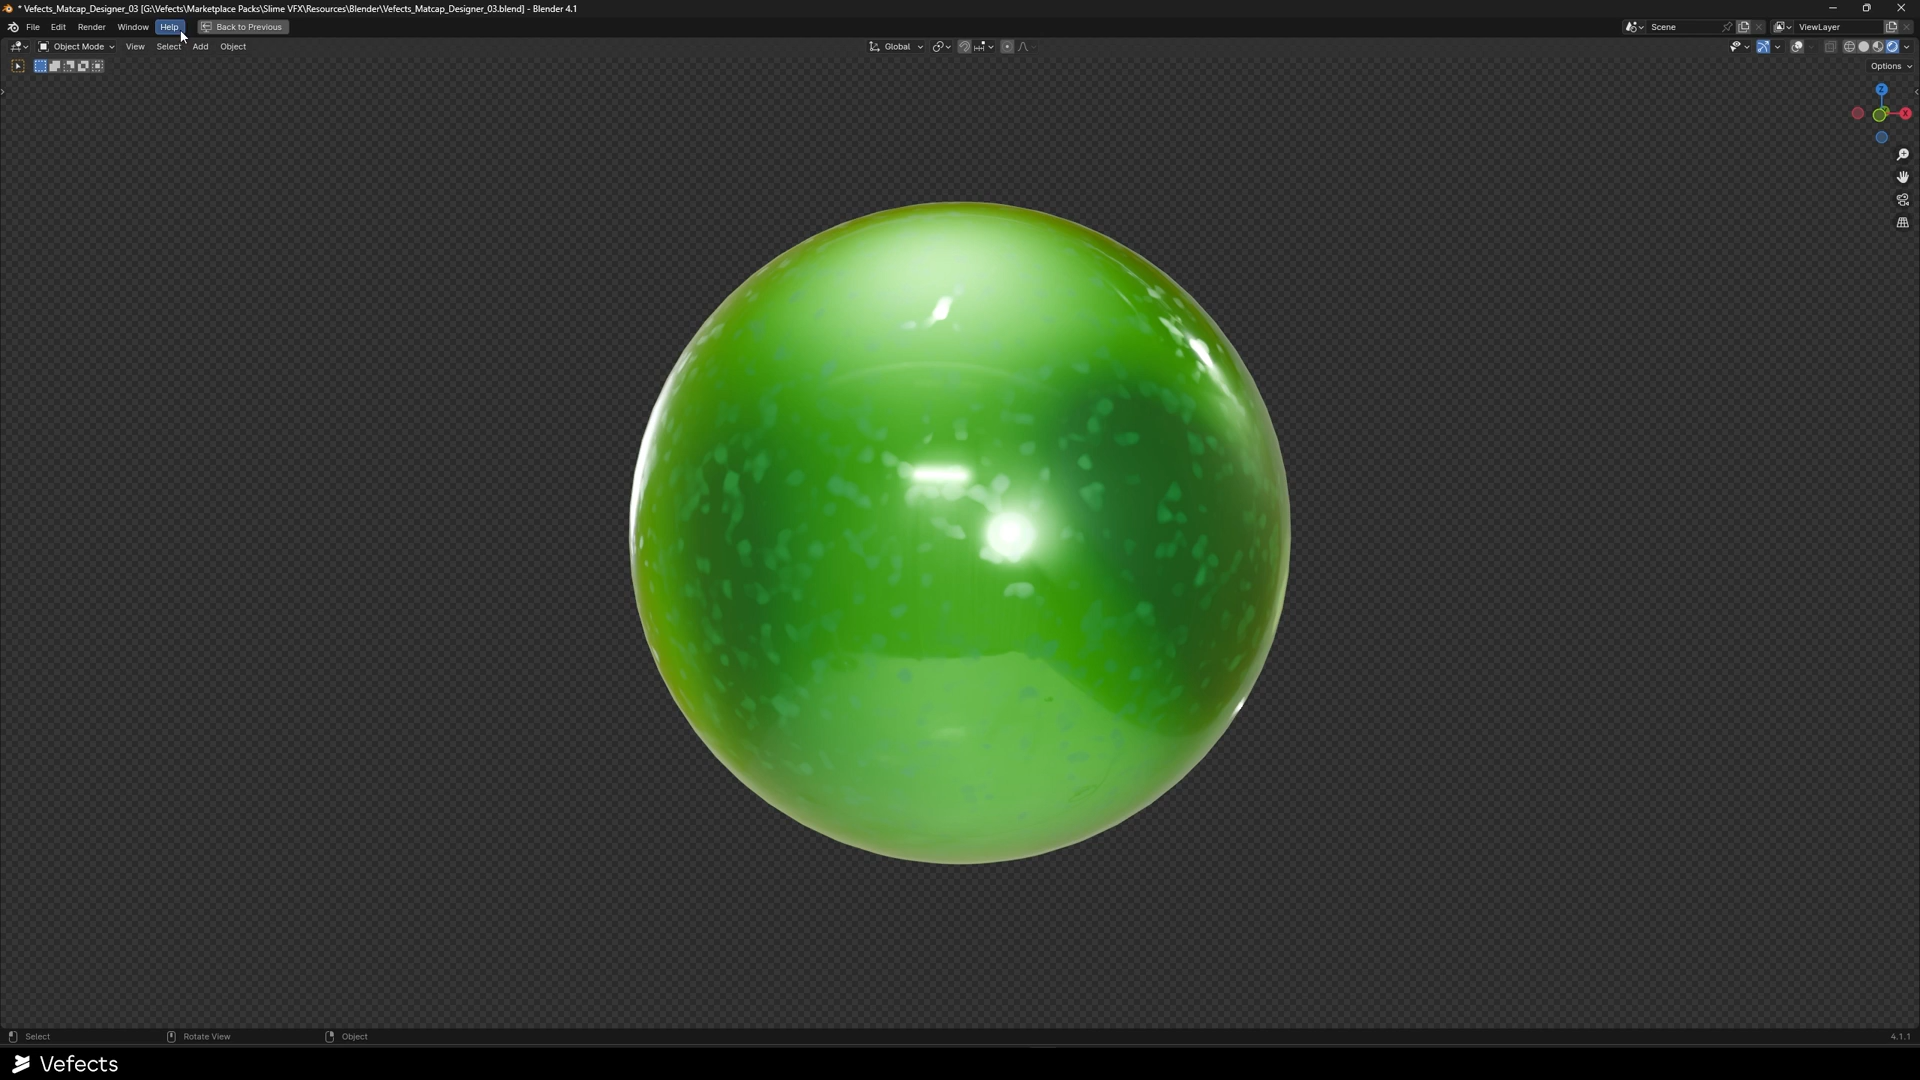 * Vefects_Matcap_Designer_03 [G:\Vefects\Marketplace Packs\Slime VFX\Resources\Blender\Vefects_Matcap_Designer_03.blend] - Blender 4.1
File Edit Render Window Help Back to Previous Scene ViewLayer
Object Mode View Select Add Object Global
Options
Z
X
Select Rotate View Object 4.1.1
Vefects